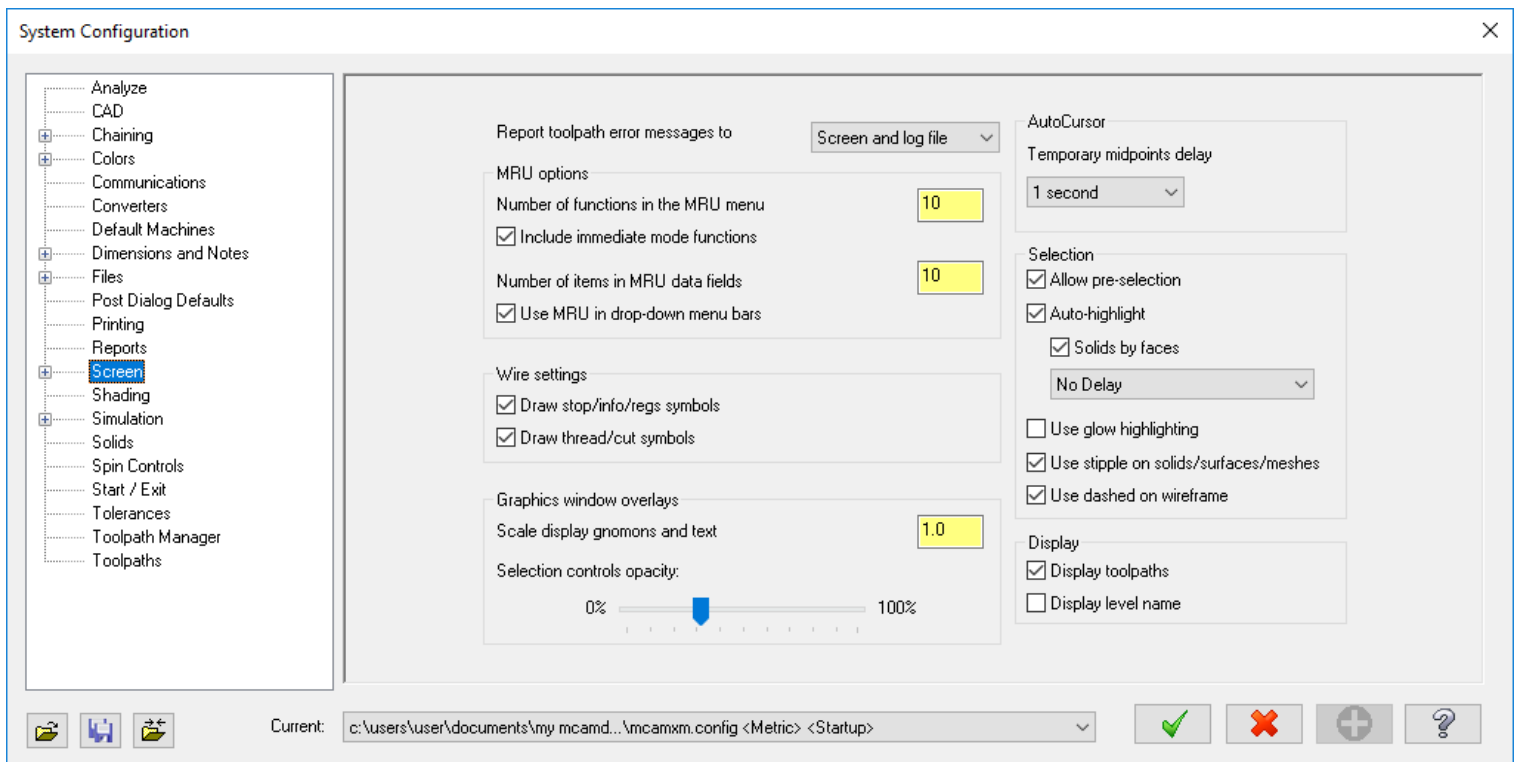 System Configuration
Analyze
CAD
Chaining
Colors
Communications
Converters
Default Machines
Dimensions and Notes
Files
Post Dialog Defaults
Printing
Reports
Screen
Shading
Simulation
Solids
Spin Controls
Start / Exit
Tolerances
Toolpath Manager
Toolpaths
Report toolpath error messages to
Screen and log file
MRU options
Number of functions in the MRU menu
10
Include immediate mode functions
Number of items in MRU data fields
10
Use MRU in drop-down menu bars
Wire settings
Draw stop/info/regs symbols
Draw thread/cut symbols
Graphics window overlays
Scale display gnomons and text
1.0
Selection controls opacity:
0%
100%
AutoCursor
Temporary midpoints delay
1 second
Selection
Allow pre-selection
Auto-highlight
Solids by faces
No Delay
Use glow highlighting
Use stipple on solids/surfaces/meshes
Use dashed on wireframe
Display
Display toolpaths
Display level name
Current:
c:\users\user\documents\my mcamd...\mcamxm.config <Metric> <Startup>